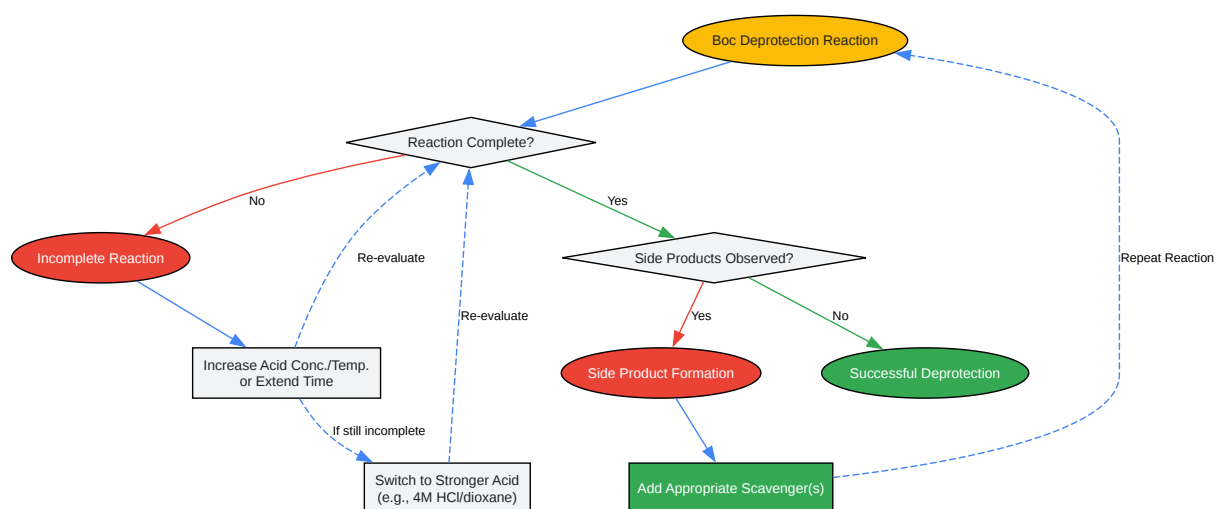 Boc Deprotection Reaction
Reaction Complete?
No
Yes
Incomplete Reaction
Re-evaluate
Side Products Observed?
Repeat Reaction
Re-evaluate
Yes
No
Increase Acid Conc./Temp.
or Extend Time
Side Product Formation
Successful Deprotection
If still incomplete
Switch to Stronger Acid
(e.g., 4M HCl/dioxane)
Add Appropriate Scavenger(s)